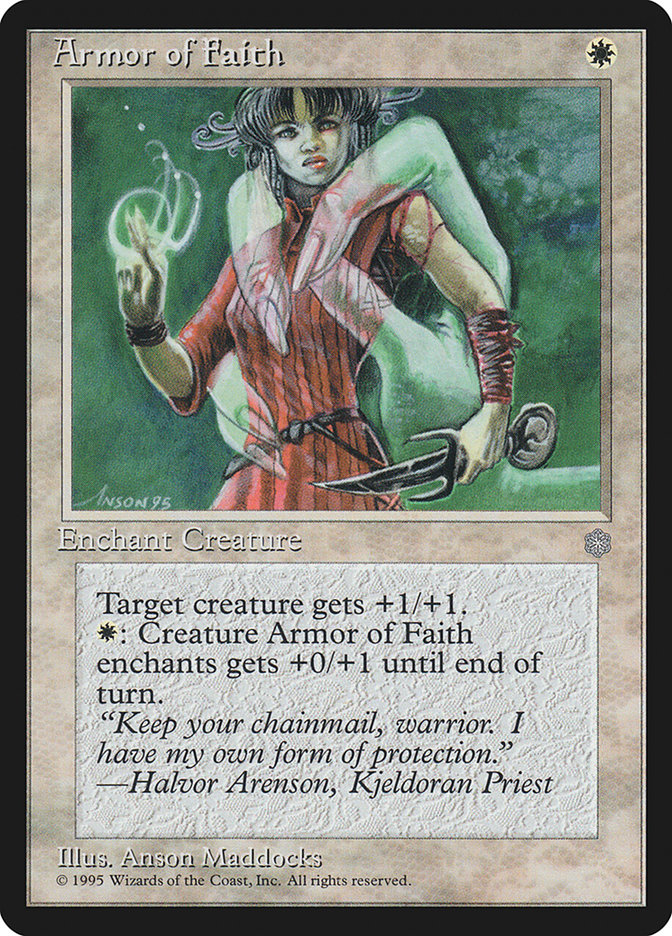 Armor of Faith
ANSON 95
Enchant Creature
Target creature gets +1/+1.
: Creature Armor of Faith
enchants gets +0/+1 until end of
turn.
“Keep your chainmail, warrior. I
have my own form of protection.”
—Halvor Arenson, Kjeldoran Priest
Illus. Anson Maddocks
© 1995 Wizards of the Coast, Inc. All rights reserved.